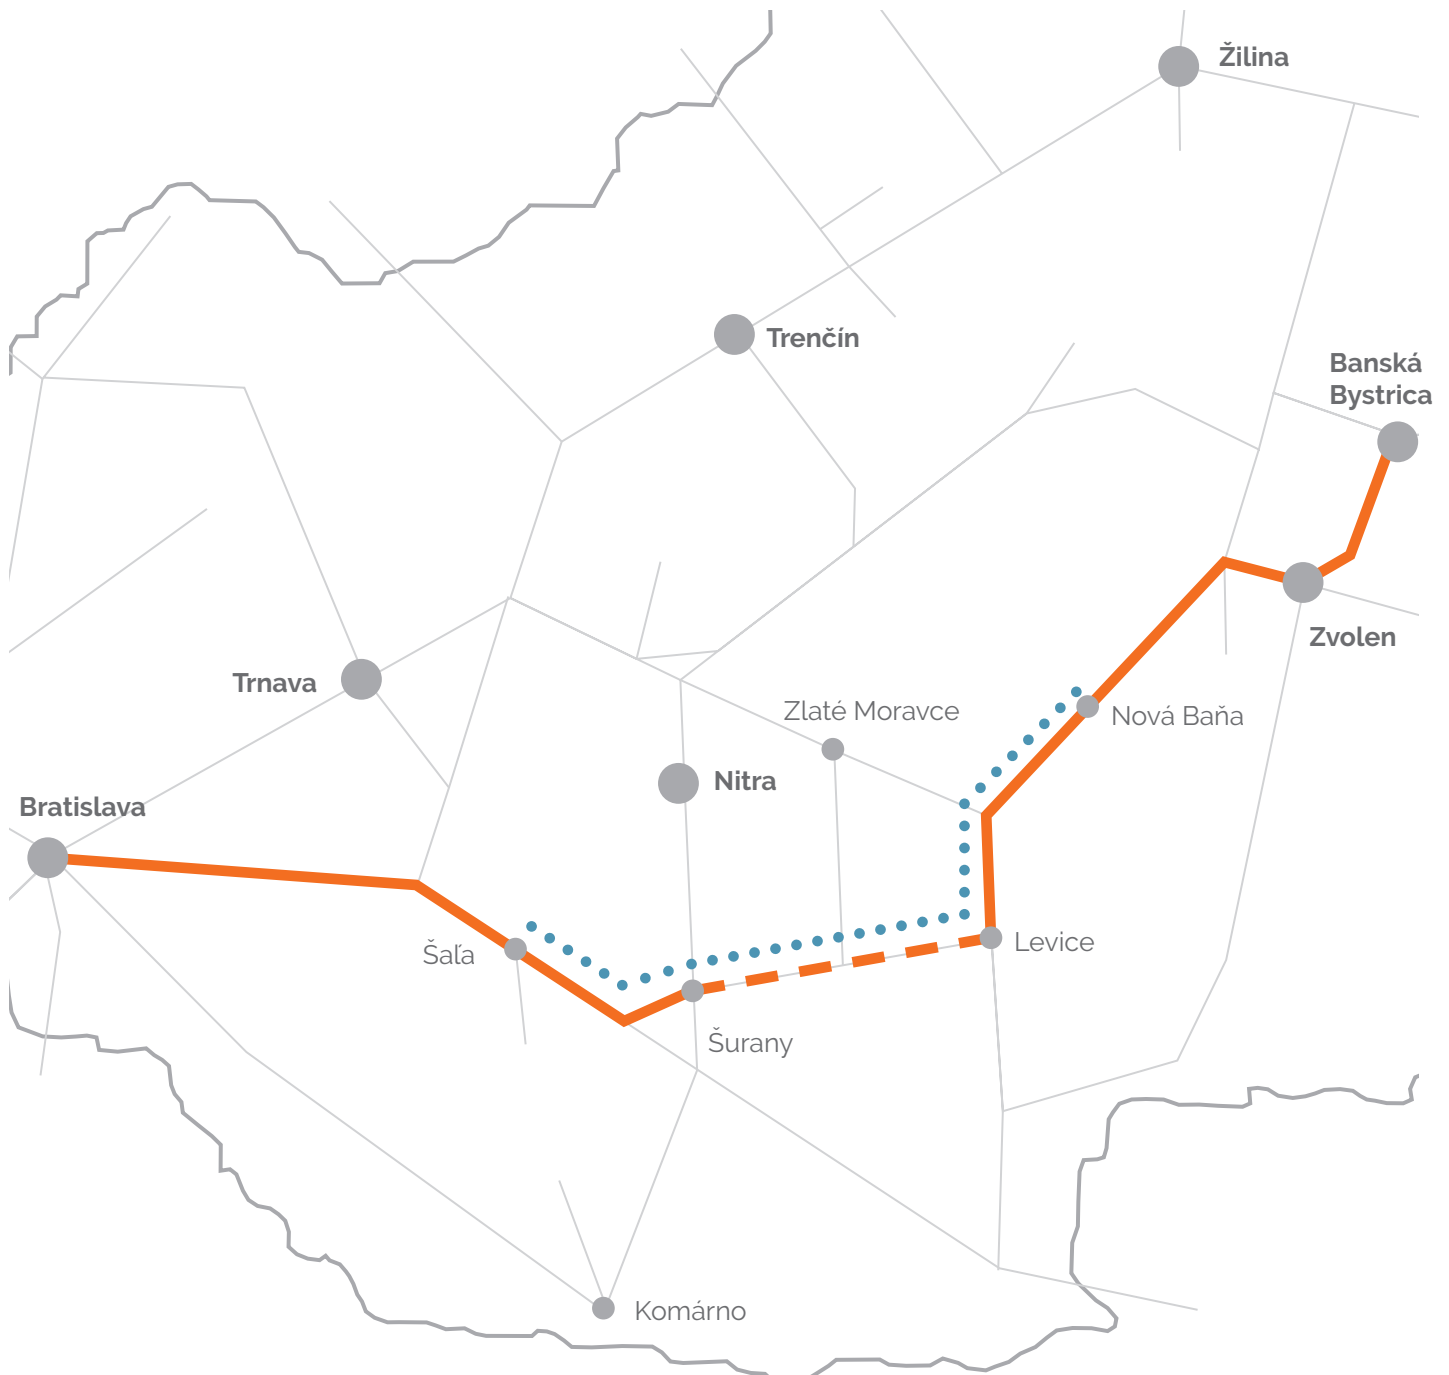 Žilina
Trenčín
Banská
Bystrica
Zvolen
Trnava
Zlaté Moravce
Nová Baňa
Nitra
Bratislava
Šaľa
Levice
Šurany
Komárno